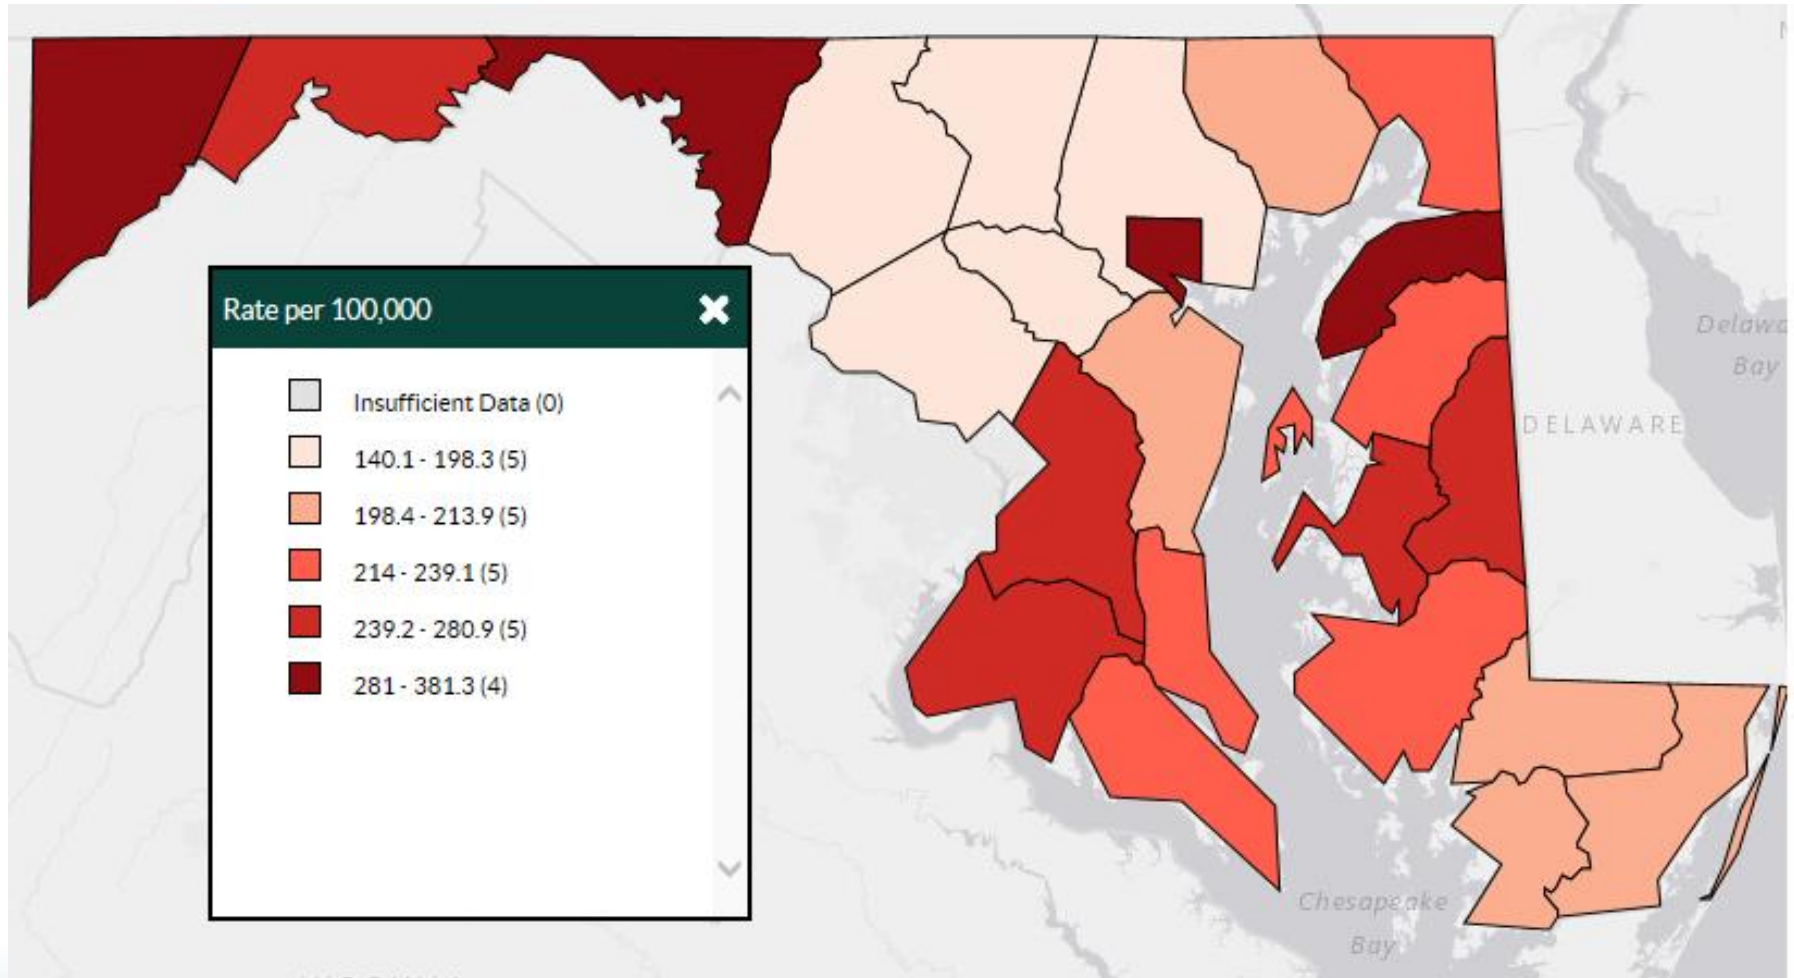 Rate per 100,000
Insufficient Data (0)
140.1 - 198.3 (5)
198.4 - 213.9 (5)
214 - 239.1 (5)
239.2 - 280.9 (5)
281 - 381.3 (4)
Bay
DELAWARE
Chesapeake
Bay